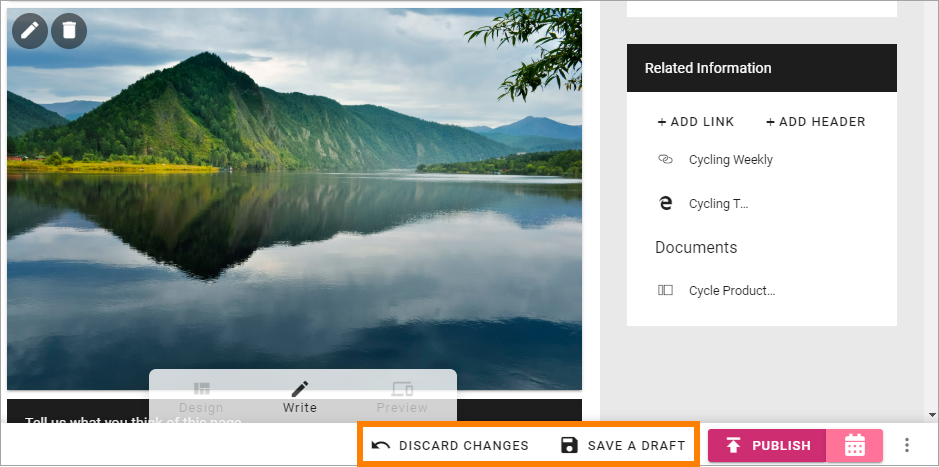 Related Information
+ ADD LINK
+ ADD HEADER
Cycling Weekly
Cycling T...
Documents
Cycle Product...
Design
Write
Preview
Tell us what you think of this page
DISCARD CHANGES
SAVE A DRAFT
PUBLISH